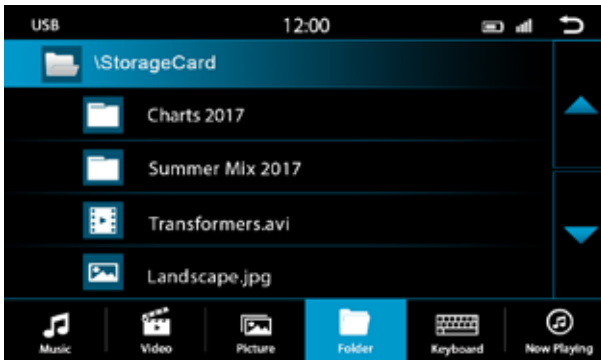 USB 12:00
\StorageCard
Charts 2017
Summer Mix 2017
Transformers.avi
Landscape.jpg
Music Video Picture Folder Keyboard Now Playing